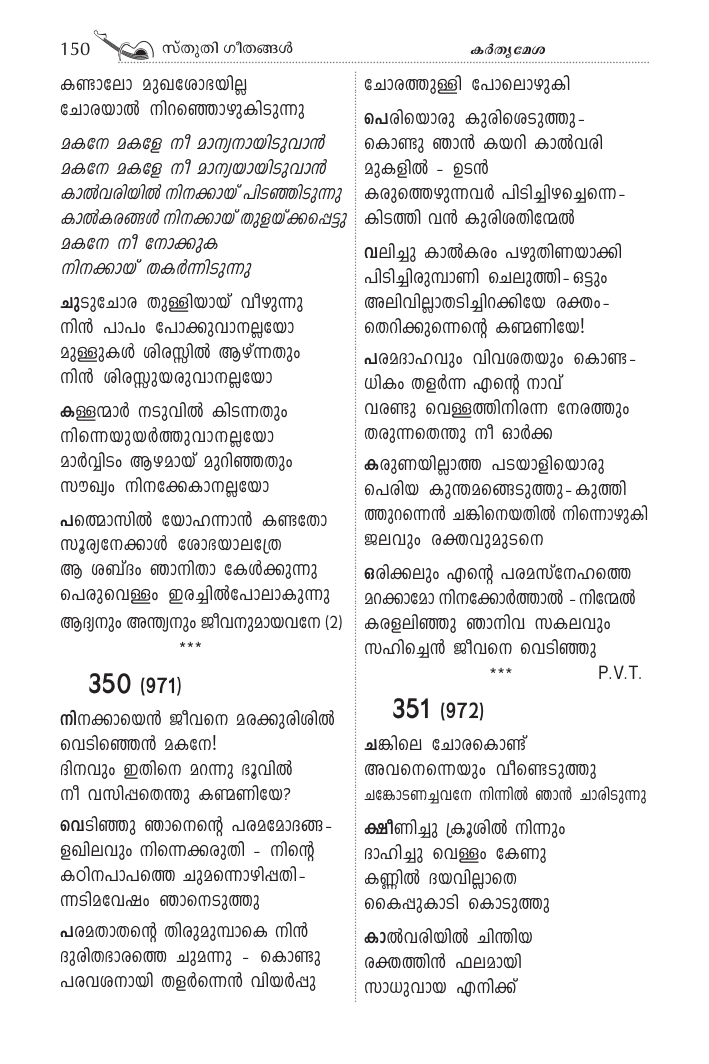 150 സ്തുതി ഗീതങ്ങൾ
കർതൃമേശ
കണ്ടാലോ മുഖശോഭയില്ല
ചോരയാൽ നിറഞ്ഞൊഴുകിടുന്നു
മകനേ മകളേ നീ മാന്യനായിടുവാൻ
മകനേ മകളേ നീ മാന്യയായിടുവാൻ
കാൽവരിയിൽ നിനക്കായ് പിടഞ്ഞിടുന്നു
കാൽകരങ്ങൾ നിനക്കായ് തുളയ്ക്കപ്പെട്ടു
മകനേ നീ നോക്കുക
നിനക്കായ് തകർന്നിടുന്നു
ചുടുചോര തുള്ളിയായ് വീഴുന്നു
നിൻ പാപം പോക്കുവാനല്ലയോ
മുള്ളുകൾ ശിരസ്സിൽ ആഴ്ന്നതും
നിൻ ശിരസ്സുയരുവാനല്ലയോ
കള്ളന്മാർ നടുവിൽ കിടന്നതും
നിന്നെയുയർത്തുവാനല്ലയോ
മാർവ്വിടം ആഴമായ് മുറിഞ്ഞതും
സൗഖ്യം നിനക്കേകാനല്ലയോ
പത്മൊസിൽ യോഹന്നാൻ കണ്ടതോ
സൂര്യനേക്കാൾ ശോഭയാലത്രേ
ആ ശബ്ദം ഞാനിതാ കേൾക്കുന്നു
പെരുവെള്ളം ഇരച്ചിൽപോലാകുന്നു
ആദ്യനും അന്ത്യനും ജീവനുമായവനേ (2)
***
350 (971)
നിനക്കായെൻ ജീവനെ മരക്കുരിശിൽ
വെടിഞ്ഞെൻ മകനേ!
ദിനവും ഇതിനെ മറന്നു ഭൂവിൽ
നീ വസിപ്പതെന്തു കണ്മണിയേ?
വെടിഞ്ഞു ഞാനെന്റെ പരമമോദങ്ങ-
ളഖിലവും നിന്നെക്കരുതി - നിന്റെ
കഠിനപാപത്തെ ചുമന്നൊഴിപ്പതി-
ന്നടിമവേഷം ഞാനെടുത്തു
പരമതാതന്റെ തിരുമുമ്പാകെ നിൻ
ദുരിതഭാരത്തെ ചുമന്നു - കൊണ്ടു
പരവശനായി തളർന്നെൻ വിയർപ്പു
ചോരത്തുള്ളി പോലൊഴുകി
പെരിയൊരു കുരിശെടുത്തു-
കൊണ്ടു ഞാൻ കയറി കാൽവരി
മുകളിൽ - ഉടൻ
കരുത്തെഴുന്നവർ പിടിച്ചിഴച്ചെന്നെ-
കിടത്തി വൻ കുരിശതിന്മേൽ
വലിച്ചു കാൽകരം പഴുതിണയാക്കി
പിടിച്ചിരുമ്പാണി ചെലുത്തി-ഒട്ടും
അലിവില്ലാതടിച്ചിറക്കിയേ രക്തം-
തെറിക്കുന്നെന്റെ കണ്മണിയേ!
പരമദാഹവും വിവശതയും കൊണ്ട-
ധികം തളർന്ന എന്റെ നാവ്
വരണ്ടു വെള്ളത്തിനിരന്ന നേരത്തും
തരുന്നതെന്തു നീ ഓർക്ക
കരുണയില്ലാത്ത പടയാളിയൊരു
പെരിയ കുന്തമങ്ങെടുത്തു-കുത്തി
ത്തുറന്നെൻ ചങ്കിനെയതിൽ നിന്നൊഴുകി
ജലവും രക്തവുമുടനെ
ഒരിക്കലും എന്റെ പരമസ്നേഹത്തെ
മറക്കാമോ നിനക്കോർത്താൽ - നിന്മേൽ
കരളലിഞ്ഞു ഞാനിവ സകലവും
സഹിച്ചെൻ ജീവനെ വെടിഞ്ഞു
*** P.V.T.
351 (972)
ചങ്കിലെ ചോരകൊണ്ട്
അവനെന്നെയും വീണ്ടെടുത്തു
ചങ്കോടണച്ചവനേ നിന്നിൽ ഞാൻ ചാരിടുന്നു
ക്ഷീണിച്ചു ക്രൂശിൽ നിന്നും
ദാഹിച്ചു വെള്ളം കേണു
കണ്ണിൽ ദയവില്ലാതെ
കൈപ്പുകാടി കൊടുത്തു
കാൽവരിയിൽ ചിന്തിയ
രക്തത്തിൻ ഫലമായി
സാധുവായ എനിക്ക്